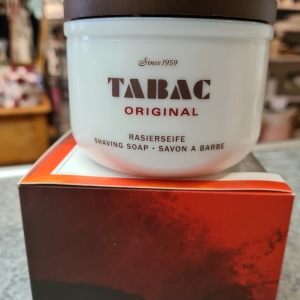 Since 1959
TABAC
ORIGINAL
RASIERSEIFE
SHAVING SOAP • SAVON A BARBE